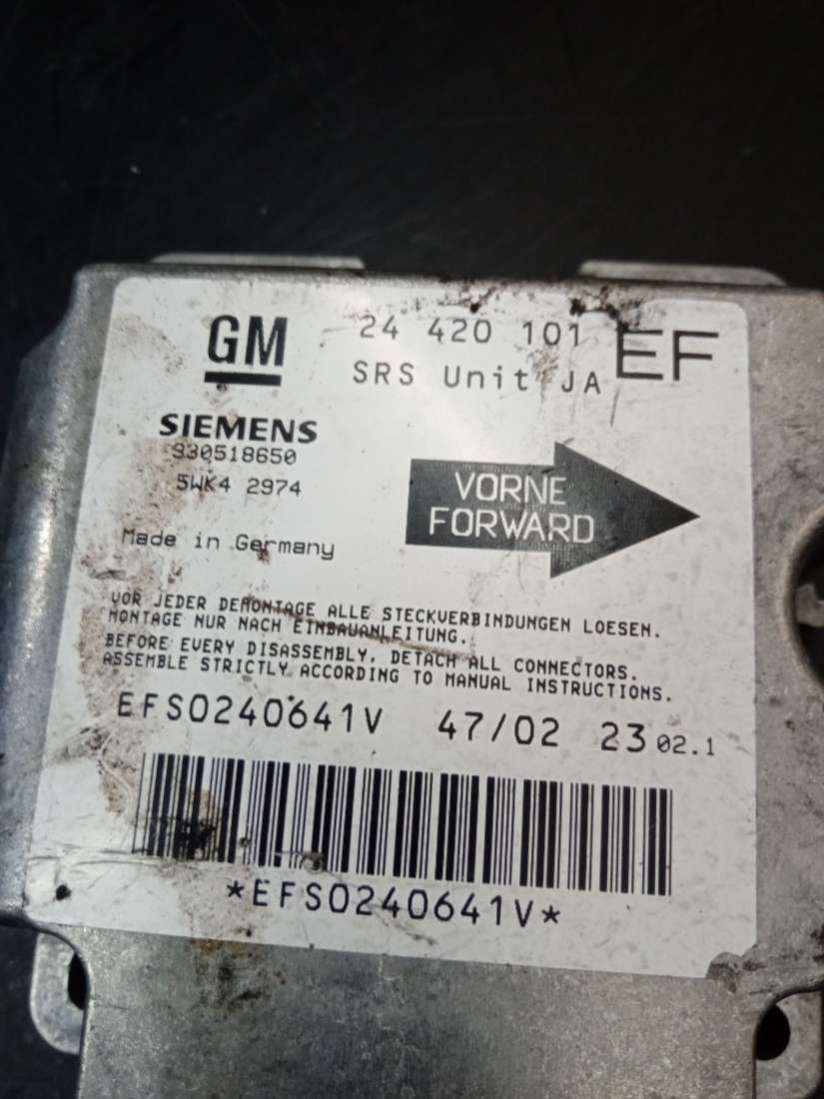 GM
24 420 101 EF
SRS Unit JA
SIEMENS
930518650
5WK4 2974
VORNE
FORWARD
Made in Germany
VOR JEDER DEMONTAGE ALLE STECKVERBINDUNGEN LOESEN.
MONTAGE NUR NACH EINBAUANLEITUNG.
BEFORE EVERY DISASSEMBLY, DETACH ALL CONNECTORS.
ASSEMBLE STRICTLY ACCORDING TO MANUAL INSTRUCTIONS.
EFS0240641V 47/02 23 02.1
*EFS0240641V*